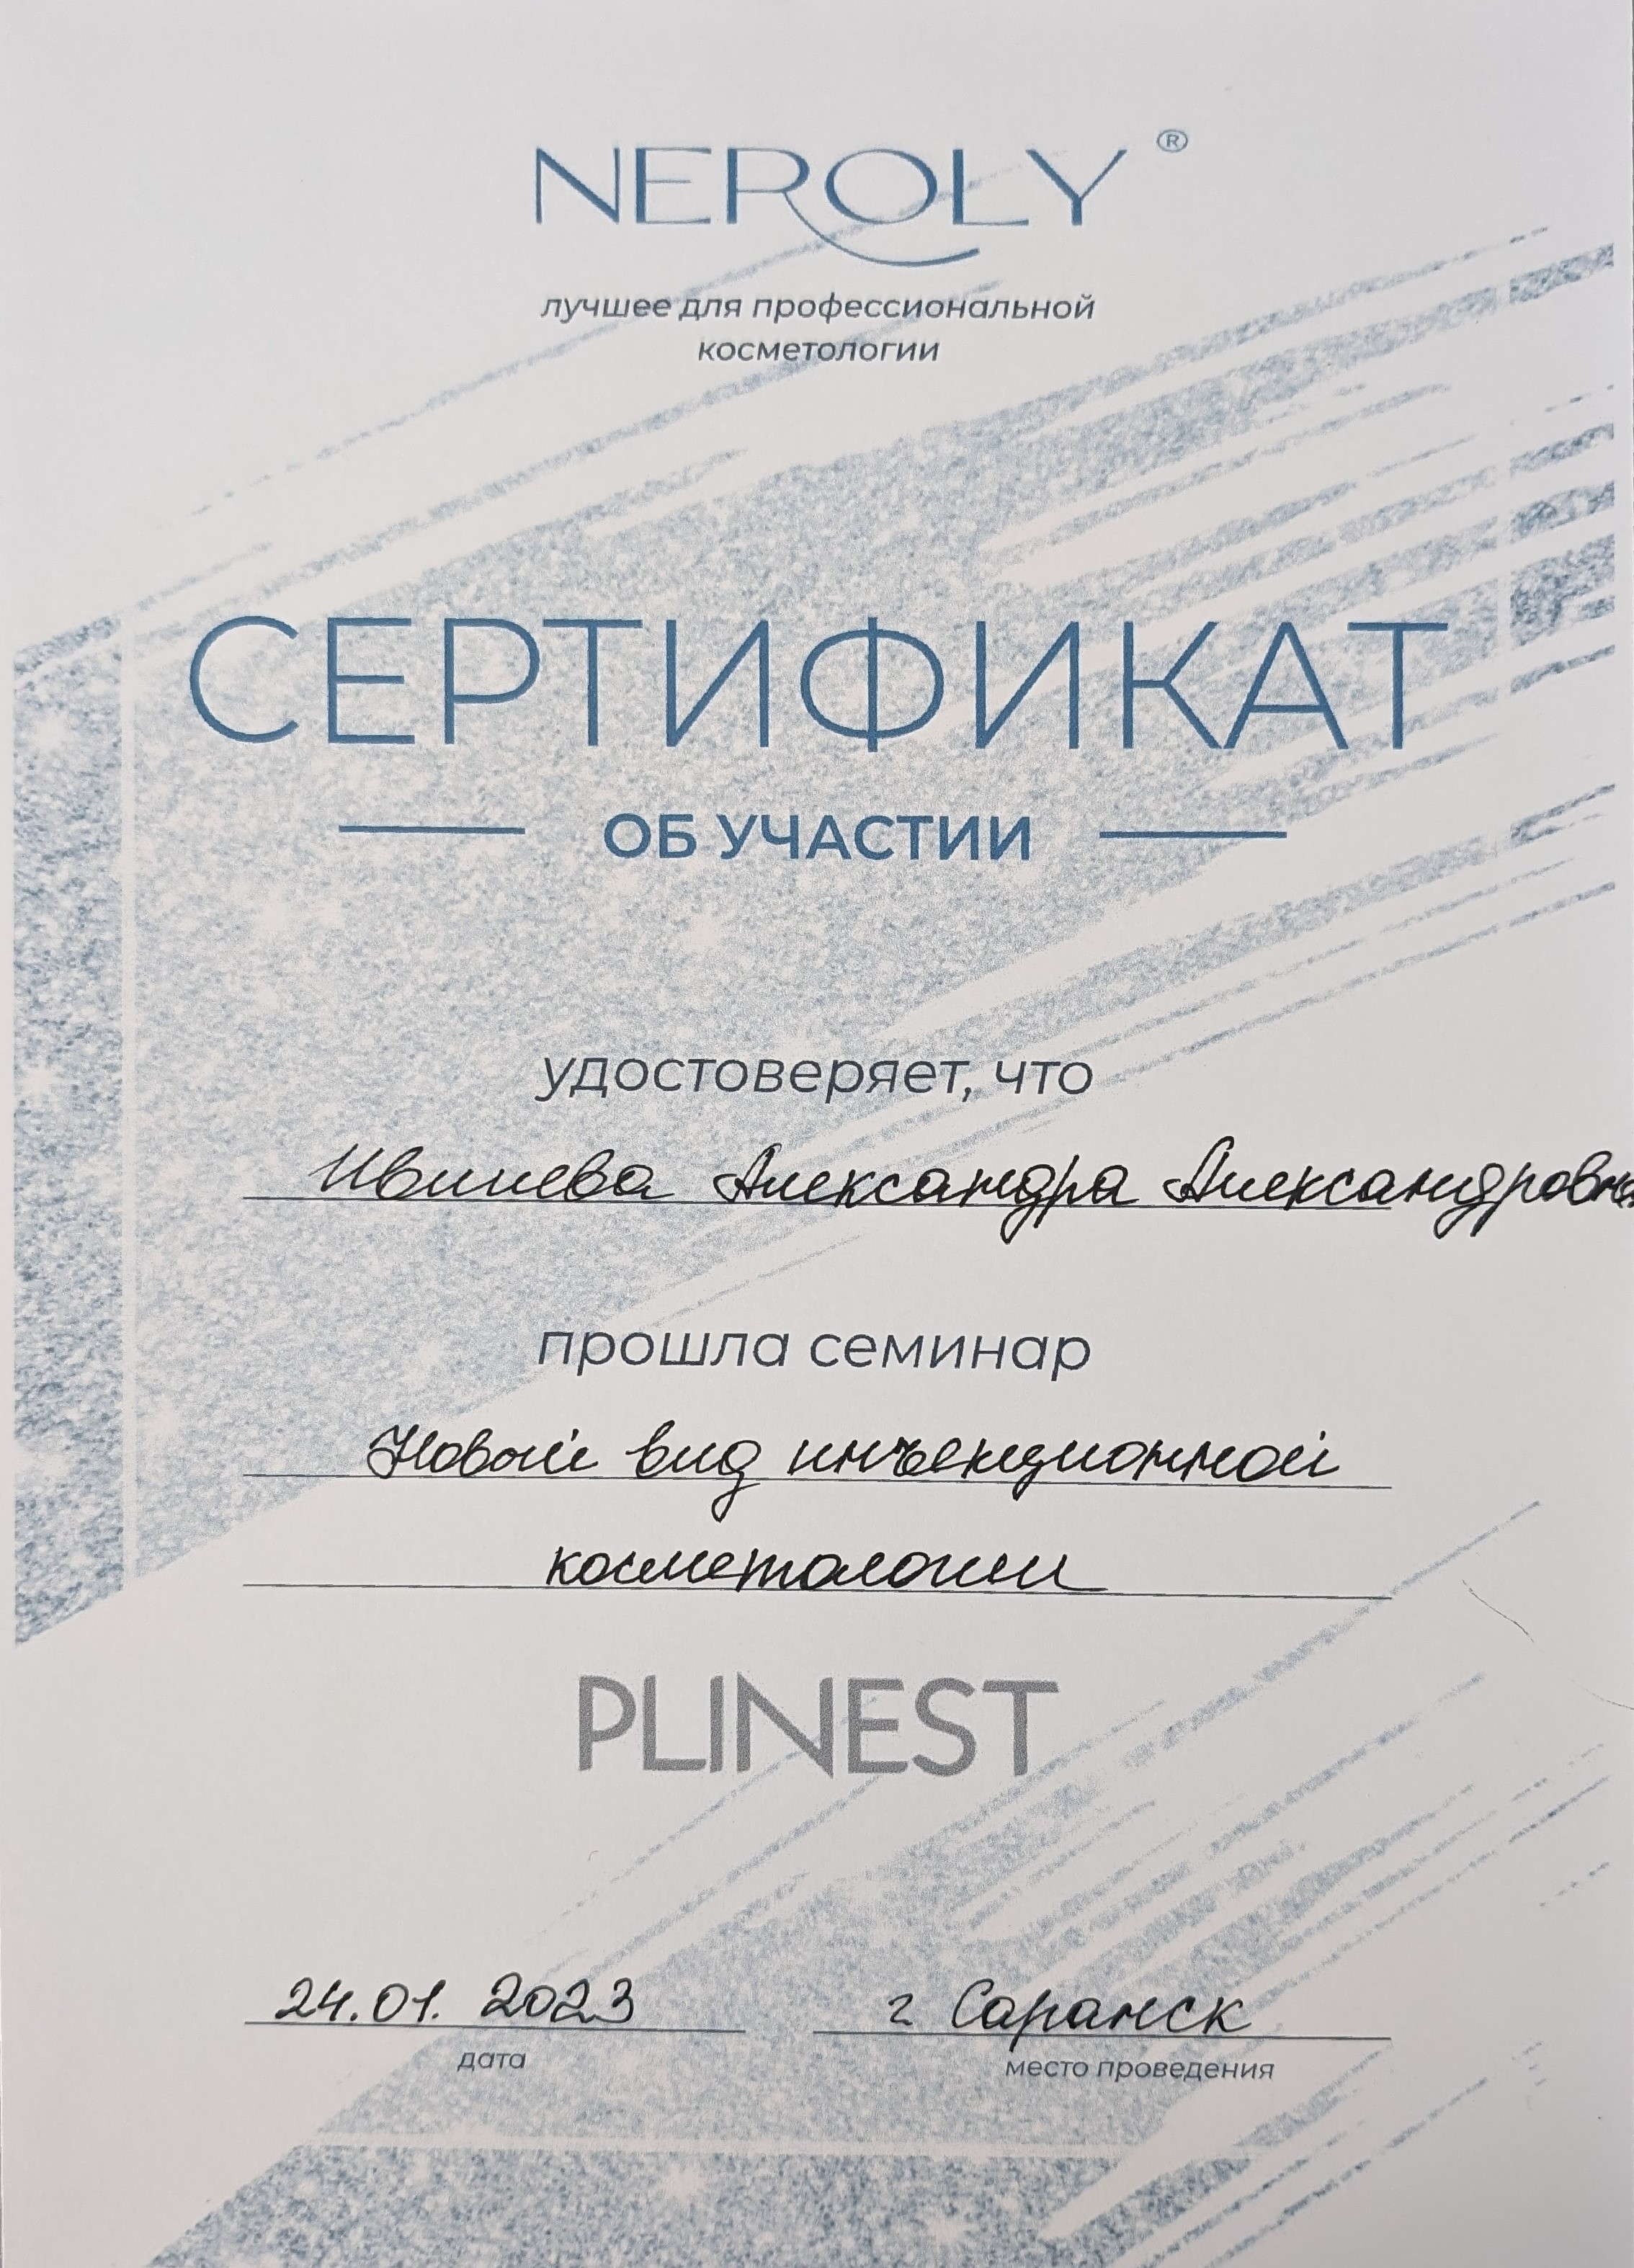 NEROLY ®
лучшее для профессиональной
косметологии
СЕРТИФИКАТ
ОБ УЧАСТИИ
удостоверяет, что
Александра Александровна
прошла семинар
Новый вид инъекционной
косметологии
PLINEST
24.01. 2023 г Саранск
дата место проведения